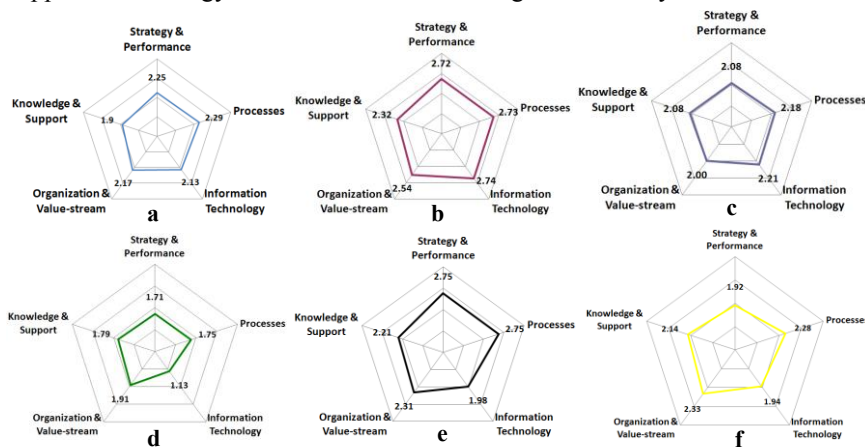 Strategy &
Performance
2.25
Knowledge &
Support
1.9
2.29
Processes
Organization &
Value-stream
2.17
2.13
Information
Technology
a
Strategy &
Performance
2.72
Knowledge &
Support
2.32
2.73
Processes
Organization &
Value-stream
2.54
2.74
Information
Technology
b
Strategy &
Performance
2.08
Knowledge &
Support
2.08
2.18
Processes
Organization &
Value-stream
2.00
2.21
Information
Technology
c
Strategy &
Performance
1.71
Knowledge &
Support
1.79
1.75
Processes
Organization &
Value-stream
1.91
1.13
Information
Technology
d
Strategy &
Performance
2.75
Knowledge &
Support
2.21
2.75
Processes
Organization &
Value-stream
2.31
1.98
Information
Technology
e
Strategy &
Performance
1.92
Knowledge &
Support
2.14
2.28
Processes
Organization &
Value-stream
2.33
1.94
Information
Technology
f